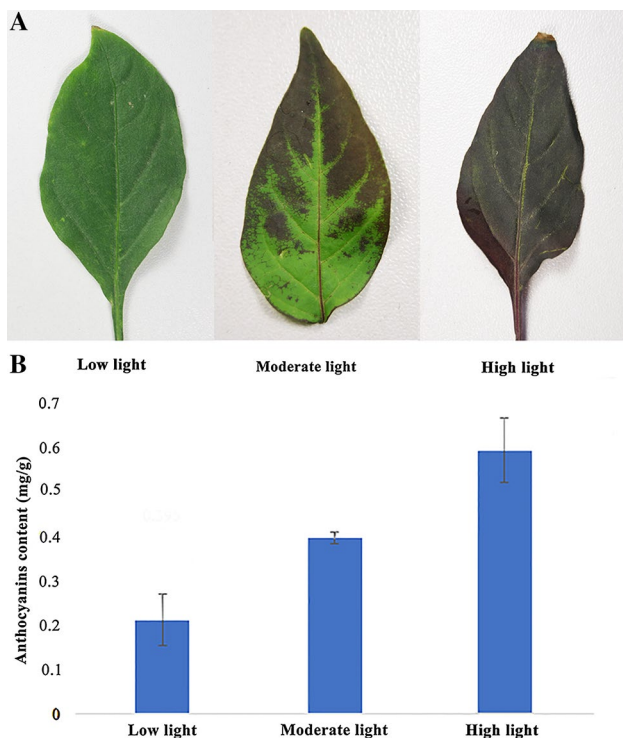 A
Low light Moderate light High light
B
0.7
0.6
0.5
0.4
0.3
0.2
0.1
0
Anthocyanins content (mg/g)
Low light Moderate light High light